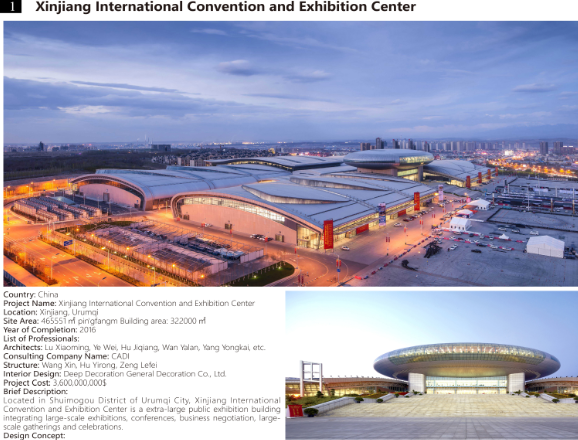 1 Xinjiang International Convention and Exhibition Center
Country: China
Project Name: Xinjiang International Convention and Exhibition Center
Location: Xinjiang, Urumqi
Site Area: 465551㎡ pin'gfangm Building area: 322000 ㎡
Year of Completion: 2016
List of Professionals:
Architects: Lu Xiaoming, Ye Wei, Hu Jiqiang, Wan Yalan, Yang Yongkai, etc.
Consulting Company Name: CADI
Structure: Wang Xin, Hu Yirong, Zeng Lefei
Interior Design: Deep Decoration General Decoration Co., Ltd.
Project Cost: 3,600,000,000$
Brief Description:
Located in Shuimogou District of Urumqi City, Xinjiang International
Convention and Exhibition Center is a extra-large public exhibition building
integrating large-scale exhibitions, conferences, business negotiation, large-
scale gatherings and celebrations.
Design Concept: